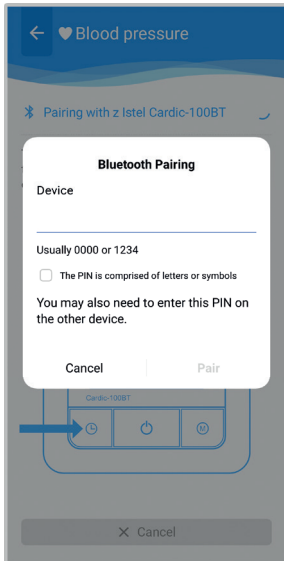 Blood pressure
Pairing with z Istel Cardic-100BT
Bluetooth Pairing
Device
Usually 0000 or 1234
The PIN is comprised of letters or symbols
You may also need to enter this PIN on
the other device.
Cancel
Pair
Cardio-100BT
M
Cancel